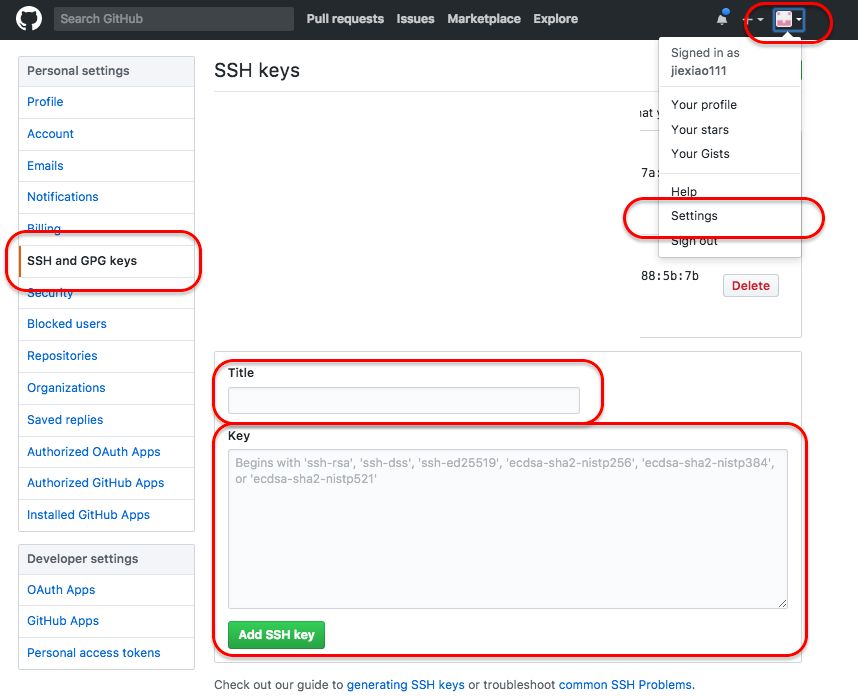 Search GitHub
Pull requests
Issues
Marketplace
Explore
Signed in as
jiexiao111
Your profile
Your stars
Your Gists
Help
Settings
Sign out
Personal settings
Profile
Account
Emails
Notifications
Billing
SSH and GPG keys
Security
Blocked users
Repositories
Organizations
Saved replies
Authorized OAuth Apps
Authorized GitHub Apps
Installed GitHub Apps
Developer settings
OAuth Apps
GitHub Apps
Personal access tokens
SSH keys
7a:
88:5b:7b
Delete
Title
Key
Begins with 'ssh-rsa', 'ssh-dss', 'ssh-ed25519', 'ecdsa-sha2-nistp256', 'ecdsa-sha2-nistp384',
or 'ecdsa-sha2-nistp521'
Add SSH key
Check out our guide to generating SSH keys or troubleshoot common SSH Problems.